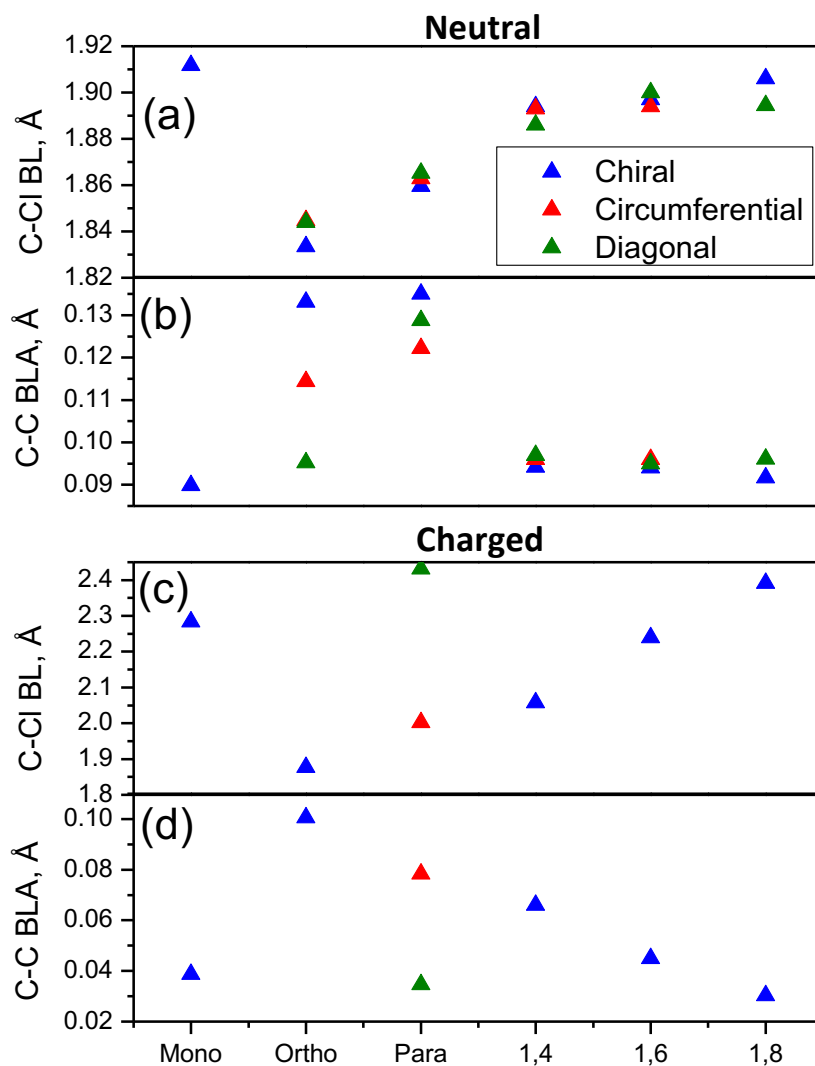 Neutral
1.92
1.90
1.88
1.86
1.84
1.82
C-Cl BL, Å
(a)
Chiral
Circumferential
Diagonal
0.13
0.12
0.11
0.10
0.09
C-C BLA, Å
(b)
Charged
2.4
2.3
2.2
2.1
2.0
1.9
1.8
C-Cl BL, Å
(c)
0.10
0.08
0.06
0.04
0.02
C-C BLA, Å
(d)
Mono Ortho Para 1,4 1,6 1,8